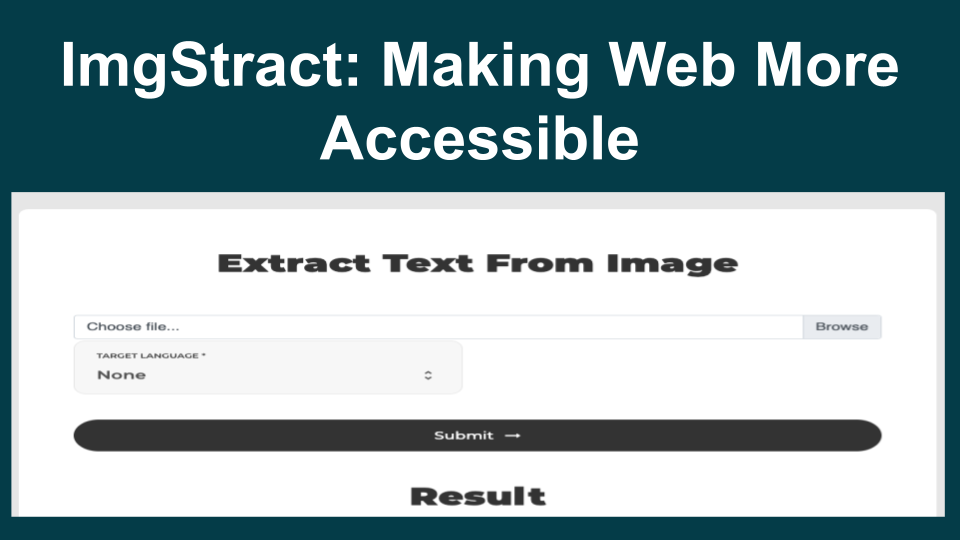 ImgStract: Making Web More
Accessible
Extract Text From Image
Choose file... Browse
TARGET LANGUAGE *
None
Submit →
Result